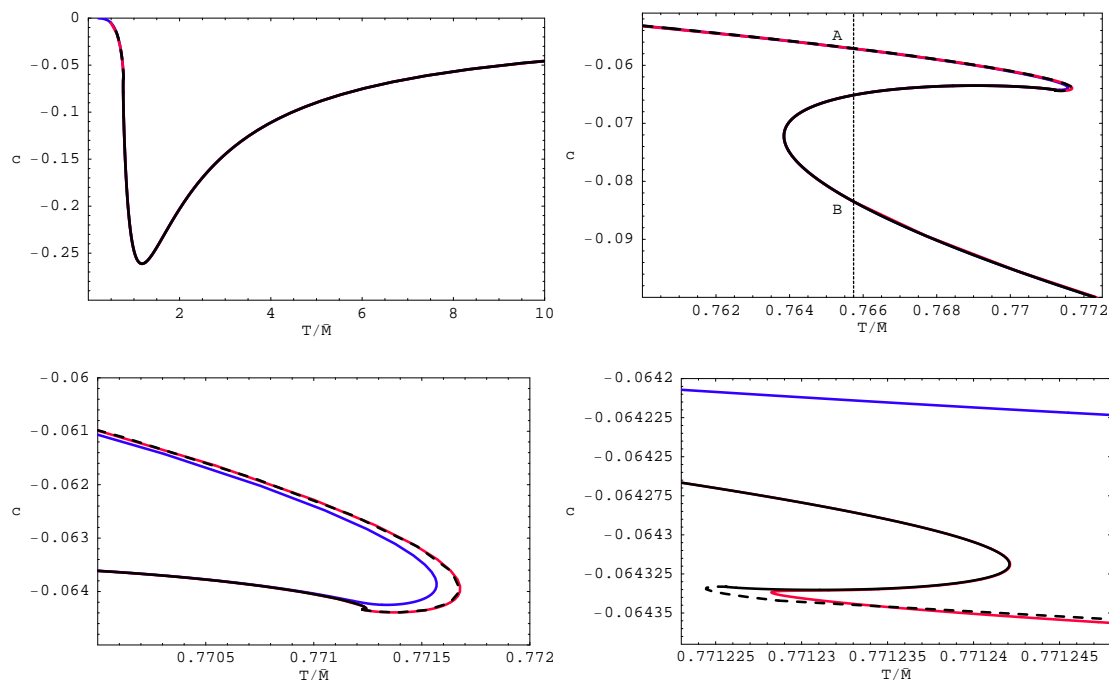 0
-0.05
-0.1
c -0.15
-0.2
-0.25
2 4 6 8 10
T/M̄
A
-0.06
-0.07
c
-0.08
B
-0.09
0.762 0.764 0.766 0.768 0.77 0.772
T/M̄
-0.06
-0.061
-0.062
c
-0.063
-0.064
0.7705 0.771 0.7715 0.772
T/M̄
-0.0642
-0.064225
-0.06425
-0.064275
c
-0.0643
-0.064325
-0.06435
0.771225 0.77123 0.771235 0.77124 0.771245
T/M̄